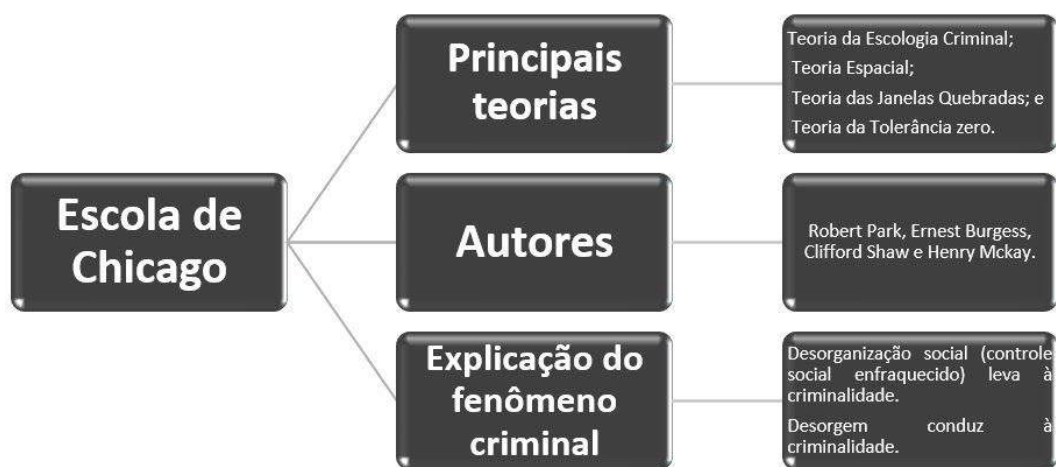 Escola de
Chicago
Principais
teorias
Teoria da Escologia Criminal;
Teoria Espacial;
Teoria das Janelas Quebradas; e
Teoria da Tolerância zero.
Autores
Robert Park, Ernest Burgess,
Clifford Shaw e Henry Mckay.
Explicação do
fenômeno
criminal
Desorganização social (controle
social enfraquecido) leva à
criminalidade.
Desorgem conduz à
criminalidade.